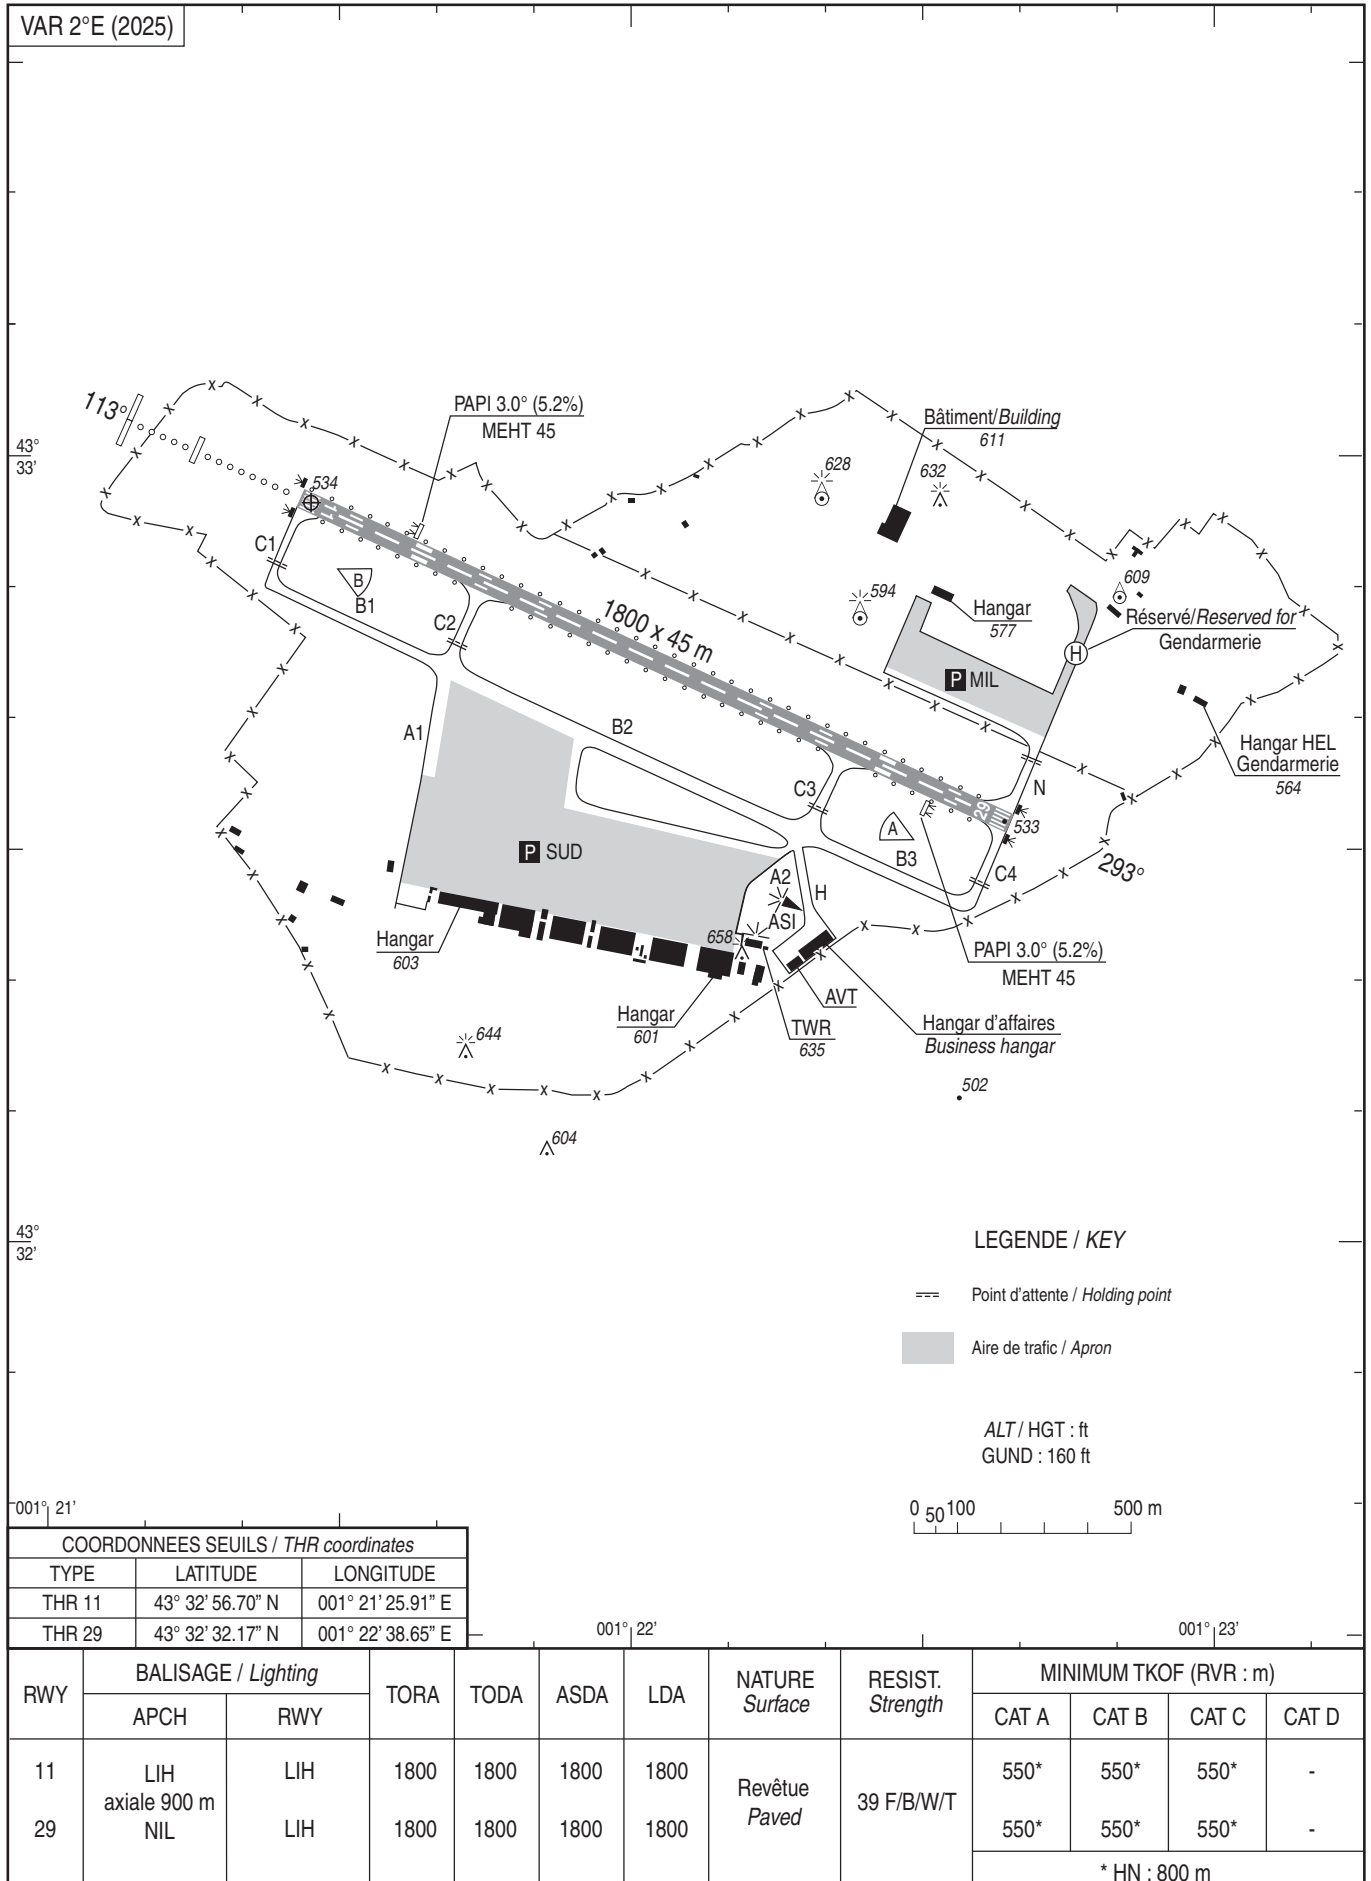 VAR 2°E (2025)
113°
PAPI 3.0° (5.2%)
MEHT 45
Bâtiment/Building
611
43°
33’
534
628
632
C1
B
B1
C2
1800 x 45 m
594
Hangar
577
609
Réservé/Reserved for
Gendarmerie
H
P MIL
A1
B2
Hangar HEL
Gendarmerie
564
C3
N
29
533
P SUD
A
B3
C4
293°
A2
H
ASI
Hangar
603
658
PAPI 3.0° (5.2%)
MEHT 45
AVT
Hangar
601
TWR
635
Hangar d’affaires
Business hangar
644
502
604
43°
32’
LEGENDE / KEY
Point d’attente / Holding point
Aire de trafic / Apron
ALT / HGT : ft
GUND : 160 ft
0 50 100 500 m
001° 21’
COORDONNEES SEUILS / THR coordinates
TYPE LATITUDE LONGITUDE
THR 11 43° 32’ 56.70” N 001° 21’ 25.91” E
THR 29 43° 32’ 32.17” N 001° 22’ 38.65” E
001° 22’ 001° 23’
RWY BALISAGE / Lighting TORA TODA ASDA LDA NATURE RESIST. MINIMUM TKOF (RVR : m)
Surface Strength
APCH RWY CAT A CAT B CAT C CAT D
11 LIH LIH 1800 1800 1800 1800 550* 550* 550* -
axiale 900 m Revêtue 39 F/B/W/T
Paved
29 NIL LIH 1800 1800 1800 1800 550* 550* 550* -
* HN : 800 m